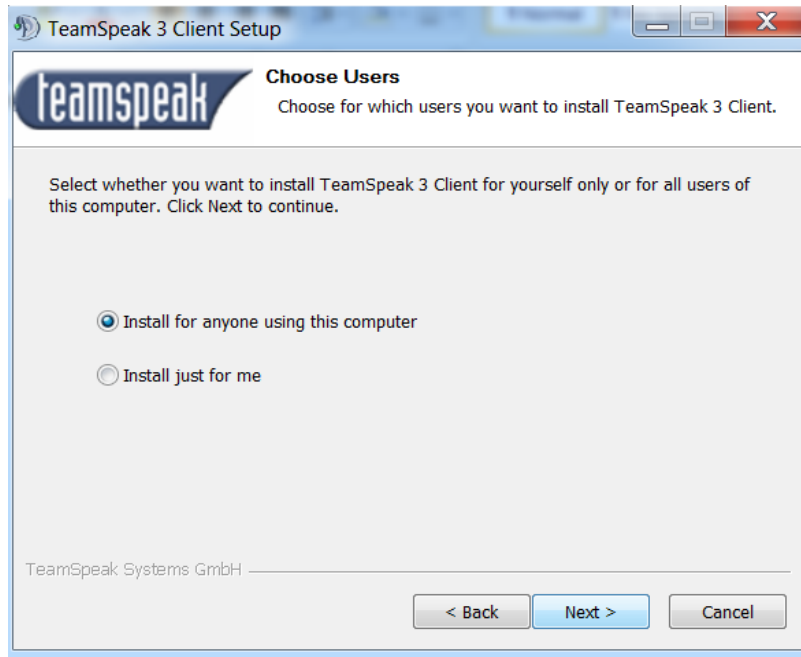 TeamSpeak 3 Client Setup
teamspeak
Choose Users
Choose for which users you want to install TeamSpeak 3 Client.
Select whether you want to install TeamSpeak 3 Client for yourself only or for all users of
this computer. Click Next to continue.
Install for anyone using this computer
Install just for me
TeamSpeak Systems GmbH
< Back
Next >
Cancel